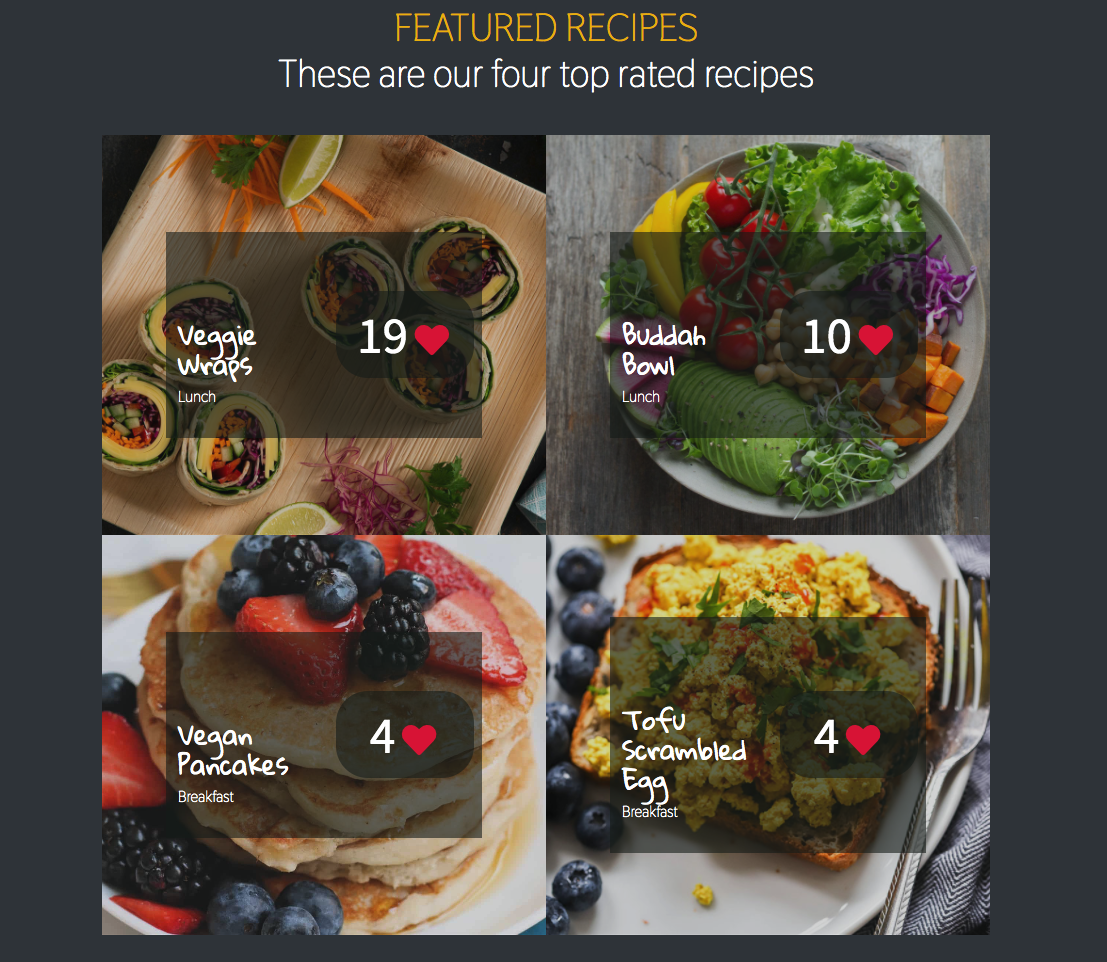 FEATURED RECIPES
These are our four top rated recipes
Veggie
Wraps
Lunch
19
Buddah
Bowl
Lunch
10
Vegan
Pancakes
Breakfast
4
Tofu
Scrambled
Egg
Breakfast
4